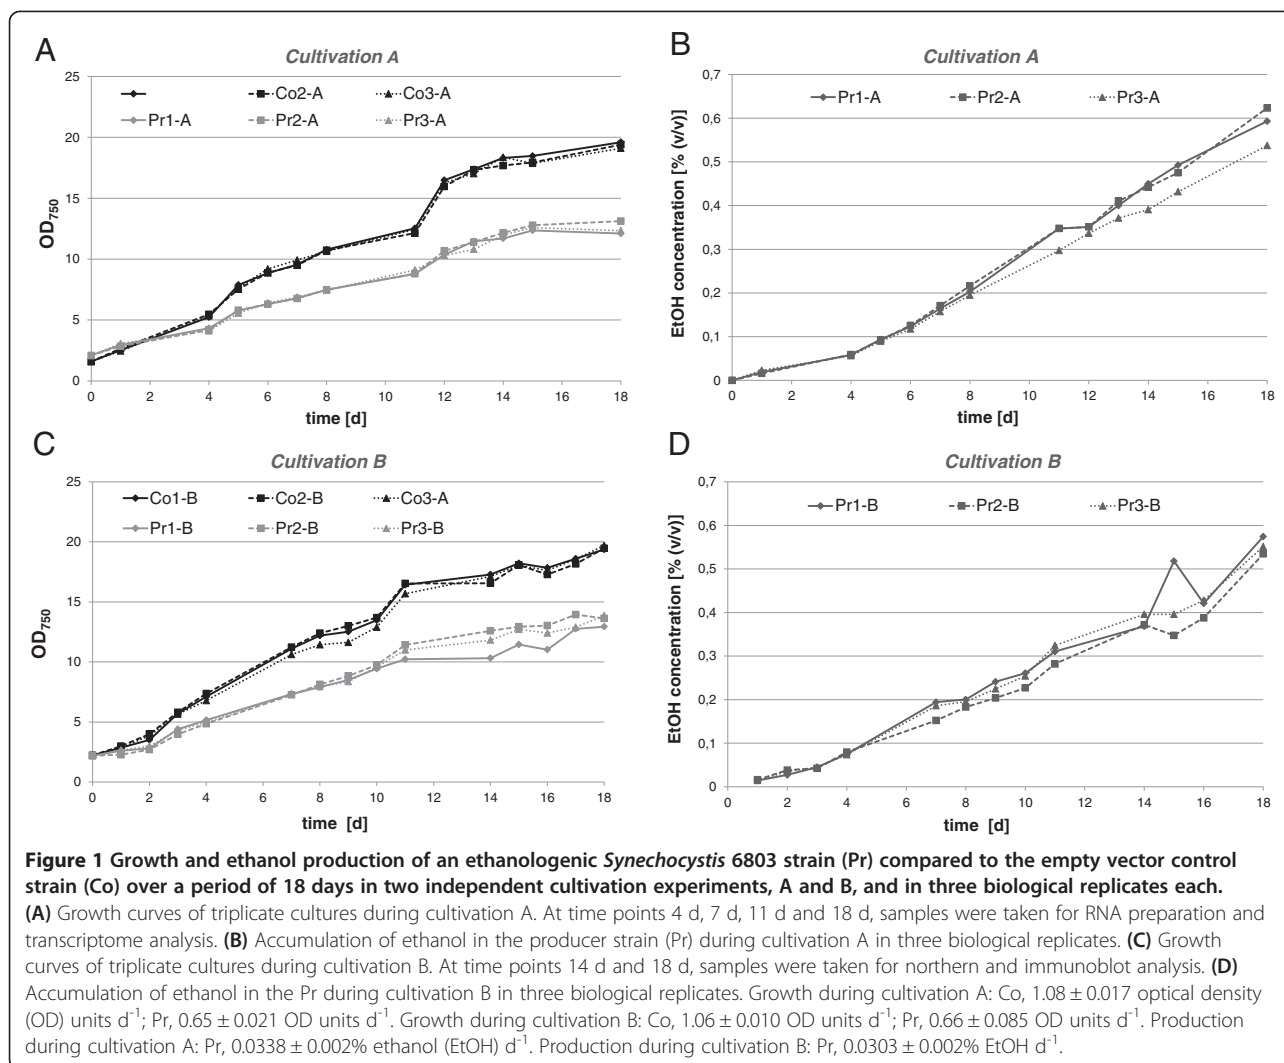 A
Cultivation A
25
20
15
10
5
0
OD750
Co2-A
Co3-A
Pr1-A
Pr2-A
Pr3-A
0 2 4 6 8 10 12 14 16 18
time [d]
B
Cultivation A
0,7
0,6
0,5
0,4
0,3
0,2
0,1
0
EtOH concentration [% (v/v)]
Pr1-A
Pr2-A
Pr3-A
0 2 4 6 8 10 12 14 16 18
time [d]
C
Cultivation B
25
20
15
10
5
0
OD750
Co1-B
Co2-B
Co3-A
Pr1-B
Pr2-B
Pr3-B
0 2 4 6 8 10 12 14 16 18
time [d]
D
Cultivation B
0,7
0,6
0,5
0,4
0,3
0,2
0,1
0
EtOH concentration [% (v/v)]
Pr1-B
Pr2-B
Pr3-B
0 2 4 6 8 10 12 14 16 18
time [d]
Figure 1 Growth and ethanol production of an ethanologenic Synechocystis 6803 strain (Pr) compared to the empty vector control
strain (Co) over a period of 18 days in two independent cultivation experiments, A and B, and in three biological replicates each.
(A) Growth curves of triplicate cultures during cultivation A. At time points 4 d, 7 d, 11 d and 18 d, samples were taken for RNA preparation and
transcriptome analysis. (B) Accumulation of ethanol in the producer strain (Pr) during cultivation A in three biological replicates. (C) Growth
curves of triplicate cultures during cultivation B. At time points 14 d and 18 d, samples were taken for northern and immunoblot analysis. (D)
Accumulation of ethanol in the Pr during cultivation B in three biological replicates. Growth during cultivation A: Co, 1.08 ± 0.017 optical density
(OD) units d-1; Pr, 0.65 ± 0.021 OD units d-1. Growth during cultivation B: Co, 1.06 ± 0.010 OD units d-1; Pr, 0.66 ± 0.085 OD units d-1. Production
during cultivation A: Pr, 0.0338 ± 0.002% ethanol (EtOH) d-1. Production during cultivation B: Pr, 0.0303 ± 0.002% EtOH d-1.